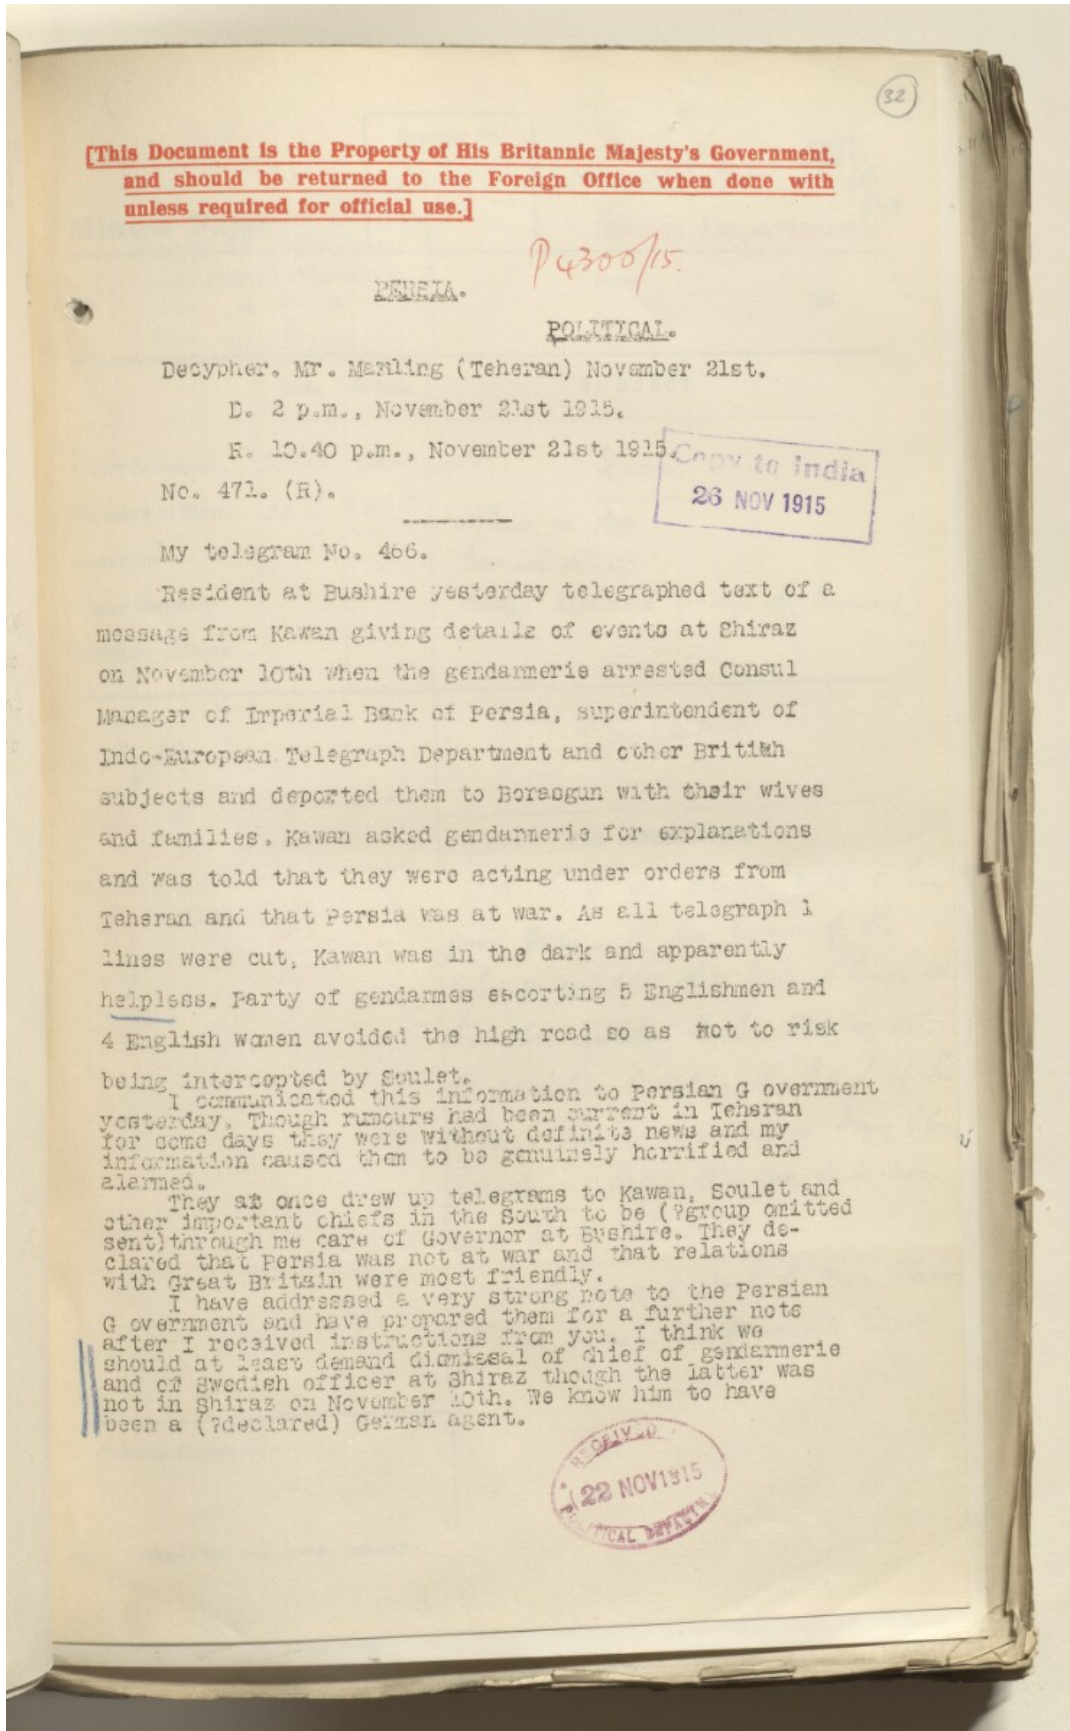 32
[This Document is the Property of His Britannic Majesty's Government,
and should be returned to the Foreign Office when done with
unless required for official use.]
P 4300/15.
PERSIA.
POLITICAL.
Decypher. Mr. Marling (Teheran) November 21st.
D. 2 p.m., November 21st 1915.
R. 10.40 p.m., November 21st 1915.
Copy to India
26 NOV 1915
No. 471. (R).
My telegram No. 466.
Resident at Bushire yesterday telegraphed text of a
message from Kawan giving details of events at Shiraz
on November 10th when the gendarmerie arrested Consul
Manager of Imperial Bank of Persia, superintendent of
Indo-European Telegraph Department and other British
subjects and deported them to Borasgun with their wives
and families. Kawan asked gendarmerie for explanations
and was told that they were acting under orders from
Teheran and that Persia was at war. As all telegraph l
lines were cut, Kawan was in the dark and apparently
helpless. Party of gendarmes escorting 5 Englishmen and
4 English women avoided the high road so as not to risk
being intercepted by Soulet.
I communicated this information to Persian G overnment
yesterday. Though rumours had been current in Teheran
for some days they were without definite news and my
information caused them to be genuinely horrified and
alarmed.
They at once drew up telegrams to Kawan, Soulet and
other important chiefs in the South to be (?group omitted
sent)through me care of Governor at Bushire. They de-
clared that Persia was not at war and that relations
with Great Britain were most friendly.
I have addressed a very strong note to the Persian
G overnment and have prepared them for a further note
after I received instructions from you. I think we
should at least demand dismissal of chief of gendarmerie
and of Swedish officer at Shiraz though the latter was
not in Shiraz on November 10th. We know him to have
been a (?declared) German agent.
RECEIVED
22 NOV 1915
POLITICAL DEPARTMENT